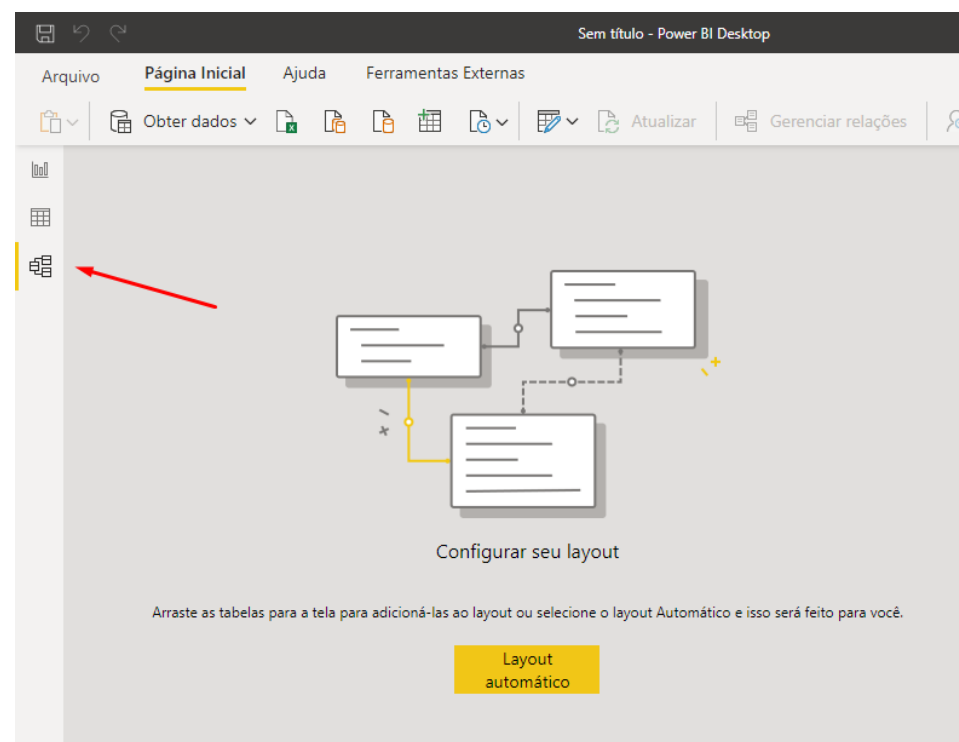 Sem título - Power BI Desktop
Arquivo Página Inicial Ajuda Ferramentas Externas
Obter dados Atualizar Gerenciar relações
Configurar seu layout
Arraste as tabelas para a tela para adicioná-las ao layout ou selecione o layout Automático e isso será feito para você.
Layout
automático